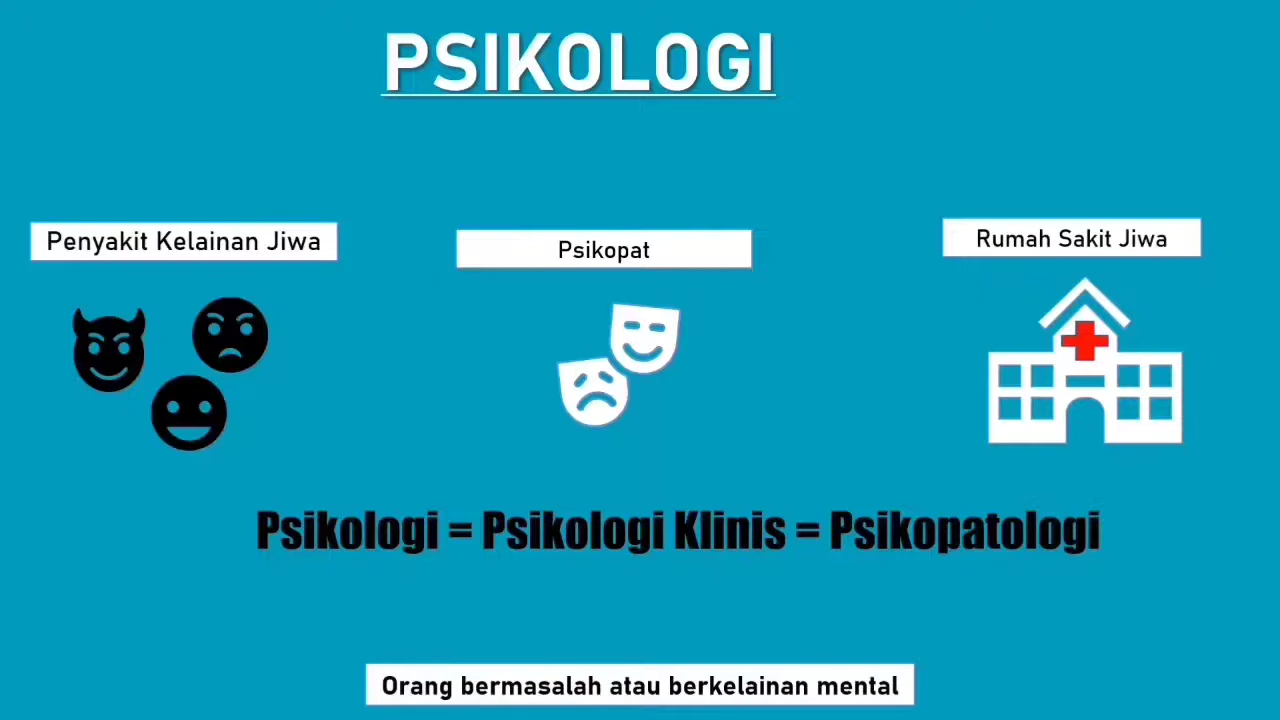 PSIKOLOGI
Penyakit Kelainan Jiwa
Psikopat
Rumah Sakit Jiwa
Psikologi = Psikologi Klinis = Psikopatologi
Orang bermasalah atau berkelainan mental